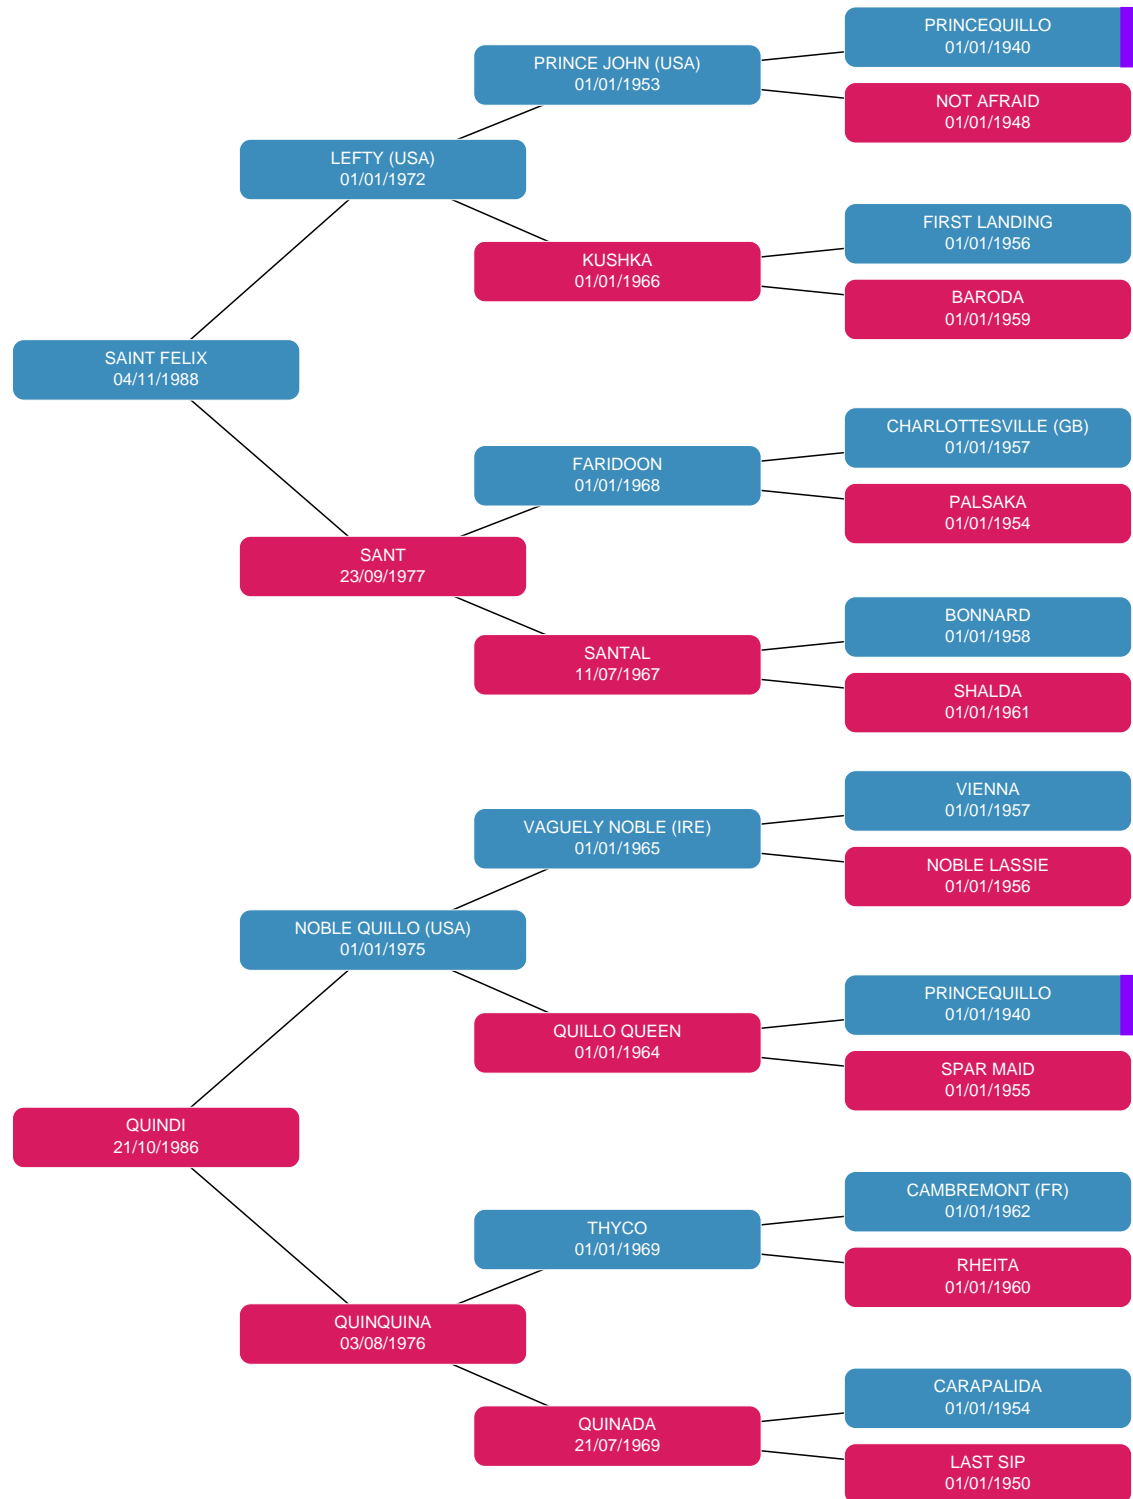 PRINCEQUILLO
01/01/1940
PRINCE JOHN (USA)
01/01/1953
NOT AFRAID
01/01/1948
LEFTY (USA)
01/01/1972
FIRST LANDING
01/01/1956
KUSHKA
01/01/1966
BARODA
01/01/1959
SAINT FELIX
04/11/1988
CHARLOTTESVILLE (GB)
01/01/1957
FARIDOON
01/01/1968
PALSAKA
01/01/1954
SANT
23/09/1977
BONNARD
01/01/1958
SANTAL
11/07/1967
SHALDA
01/01/1961
VIENNA
01/01/1957
VAGUELY NOBLE (IRE)
01/01/1965
NOBLE LASSIE
01/01/1956
NOBLE QUILLO (USA)
01/01/1975
PRINCEQUILLO
01/01/1940
QUILLO QUEEN
01/01/1964
SPAR MAID
01/01/1955
QUINDI
21/10/1986
CAMBREMONT (FR)
01/01/1962
THYCO
01/01/1969
RHEITA
01/01/1960
QUINQUINA
03/08/1976
CARAPALIDA
01/01/1954
QUINADA
21/07/1969
LAST SIP
01/01/1950